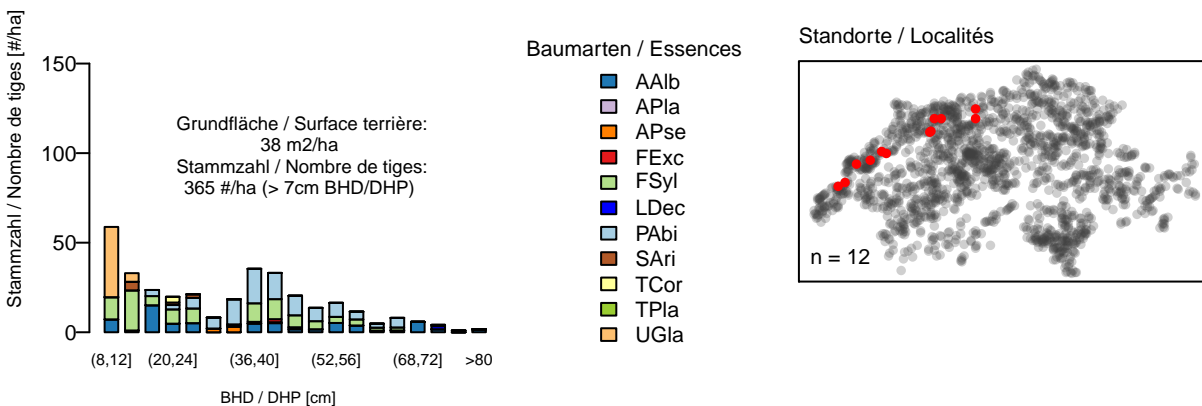 Stammzahl / Nombre de tiges [#/ha]
150
100
50
0
Grundfläche / Surface terrière:
38 m2/ha
Stammzahl / Nombre de tiges:
365 #/ha (> 7cm BHD/DHP)
(8,12]
(20,24]
(36,40]
(52,56]
(68,72]
>80
BHD / DHP [cm]
Baumarten / Essences
AAlb
APla
APse
FExc
FSyl
LDec
PAbi
SAri
TCor
TPla
UGla
Standorte / Localités
n = 12